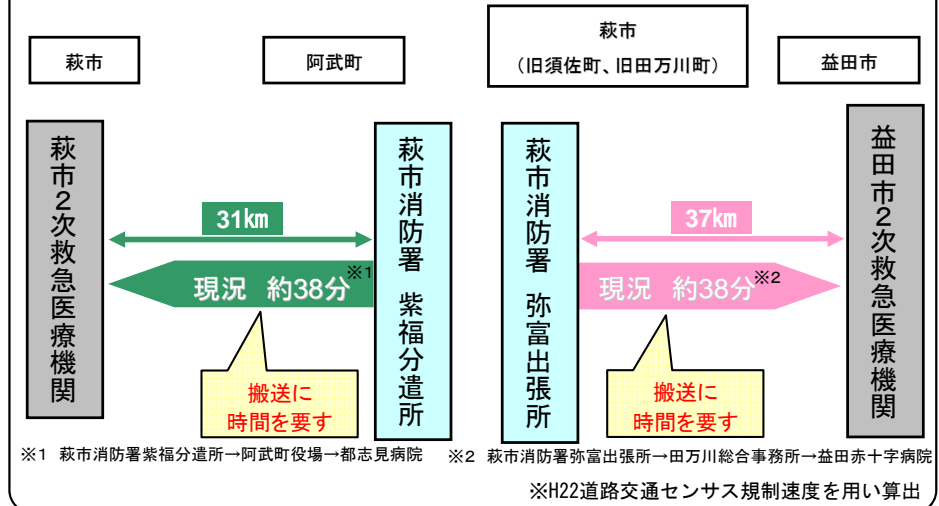 萩市
阿武町
萩市
（旧須佐町、旧田万川町）
益田市
萩市２次救急医療機関
31km
現況 約38分※1
搬送に
時間を要す
萩市消防署 紫福分遣所
萩市消防署 弥富出張所
37km
現況 約38分※2
搬送に
時間を要す
益田市２次救急医療機関
※1 萩市消防署紫福分遣所→阿武町役場→都志見病院
※2 萩市消防署弥富出張所→田万川総合事務所→益田赤十字病院
※H22道路交通センサス規制速度を用い算出